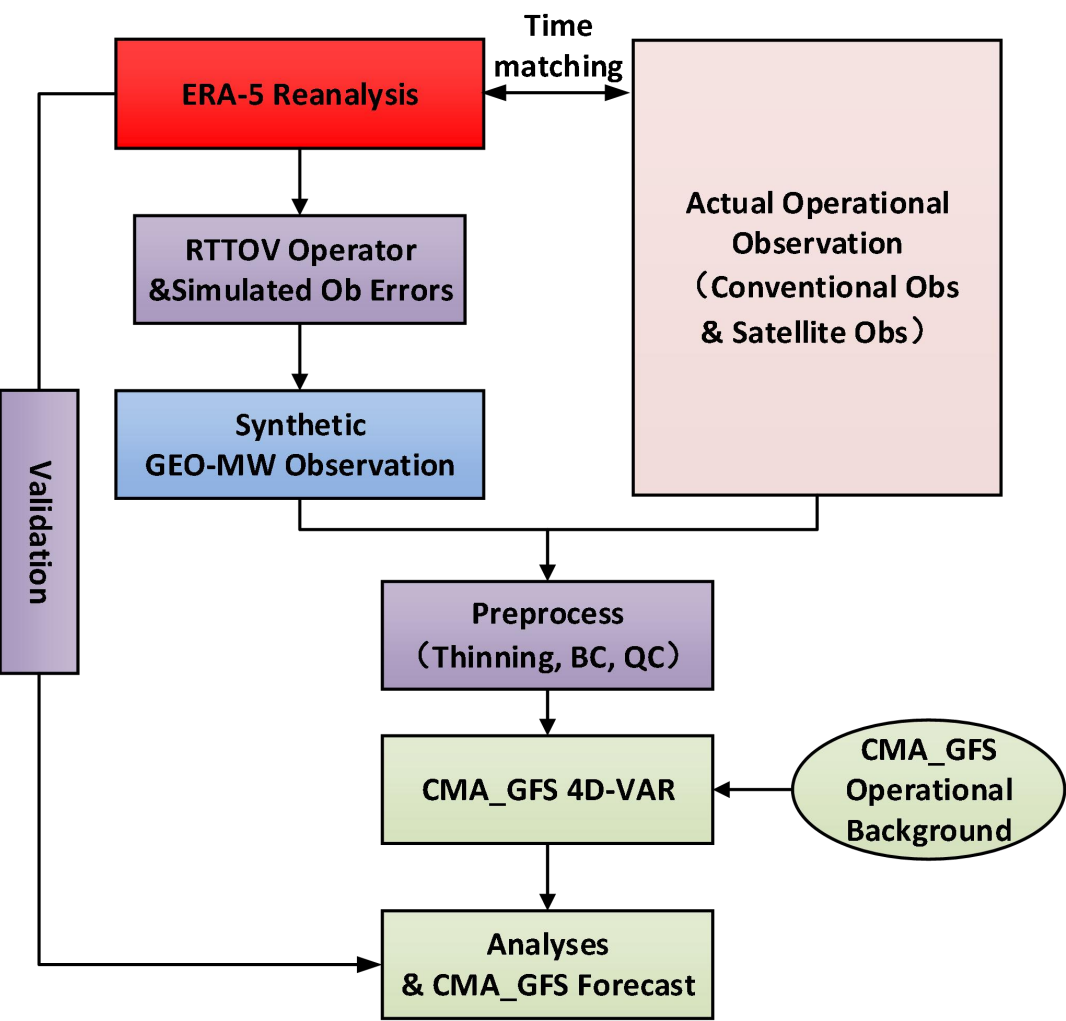 Time
matching
ERA-5 Reanalysis
Actual Operational
Observation
（Conventional Obs
& Satellite Obs）
RTTOV Operator
&Simulated Ob Errors
Synthetic
GEO-MW Observation
Validation
Preprocess
（Thinning, BC, QC）
CMA_GFS 4D-VAR
CMA_GFS
Operational
Background
Analyses
& CMA_GFS Forecast